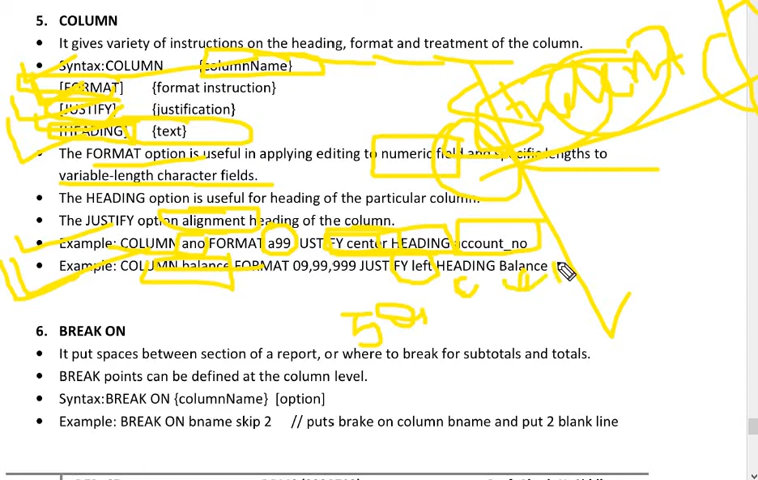 5. COLUMN
• It gives variety of instructions on the heading, format and treatment of the column.
• Syntax:COLUMN {columnName}
[FORMAT] {format instruction}
[JUSTIFY] {justification}
[HEADING] {text}
• The FORMAT option is useful in applying editing to numeric field and specific lengths to
variable-length character fields.
• The HEADING option is useful for heading of the particular column.
• The JUSTIFY option alignment heading of the column.
• Example: COLUMN ano FORMAT a99 JUSTIFY center HEADING account_no
• Example: COLUMN balance FORMAT 09,99,999 JUSTIFY left HEADING Balance
6. BREAK ON
• It put spaces between section of a report, or where to break for subtotals and totals.
• BREAK points can be defined at the column level.
• Syntax:BREAK ON {columnName} [option]
• Example: BREAK ON bname skip 2 // puts brake on column bname and put 2 blank line